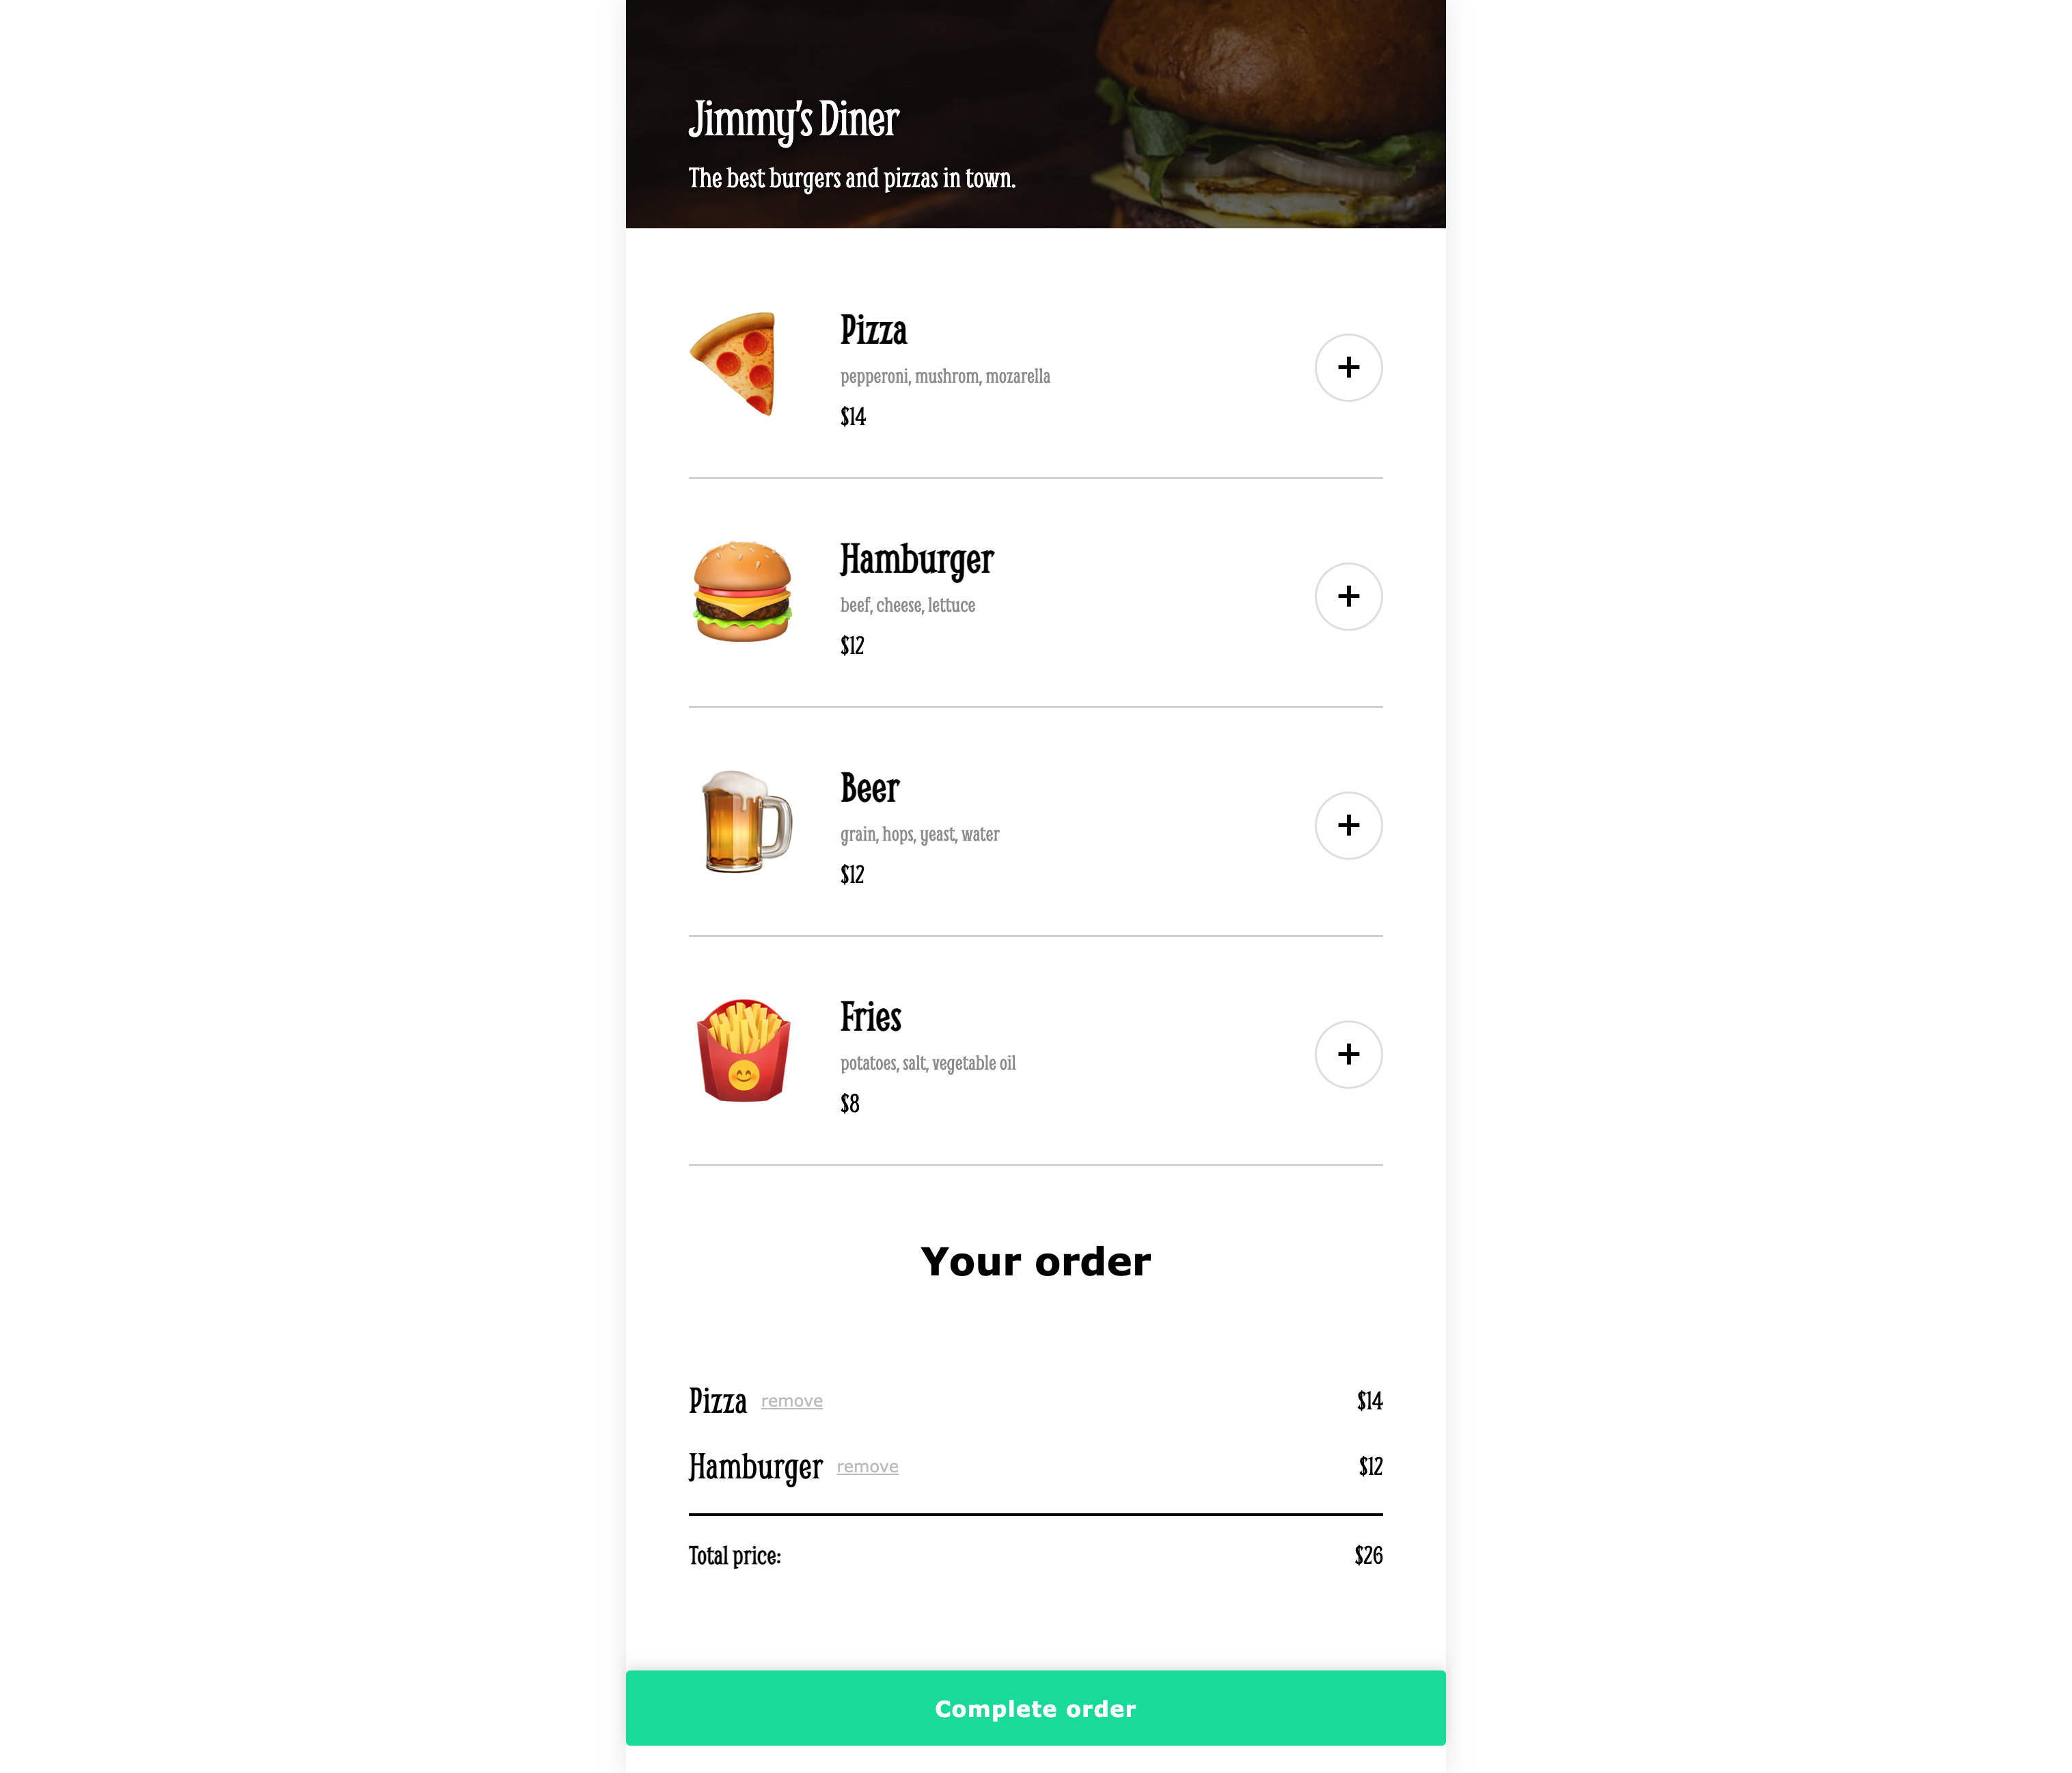 Jimmy's Diner
The best burgers and pizzas in town.
Pizza
pepperoni, mushrom, mozarella
$14
+
Hamburger
beef, cheese, lettuce
$12
+
Beer
grain, hops, yeast, water
$12
+
Fries
potatoes, salt, vegetable oil
$8
+
Your order
Pizza remove $14
Hamburger remove $12
Total price: $26
Complete order